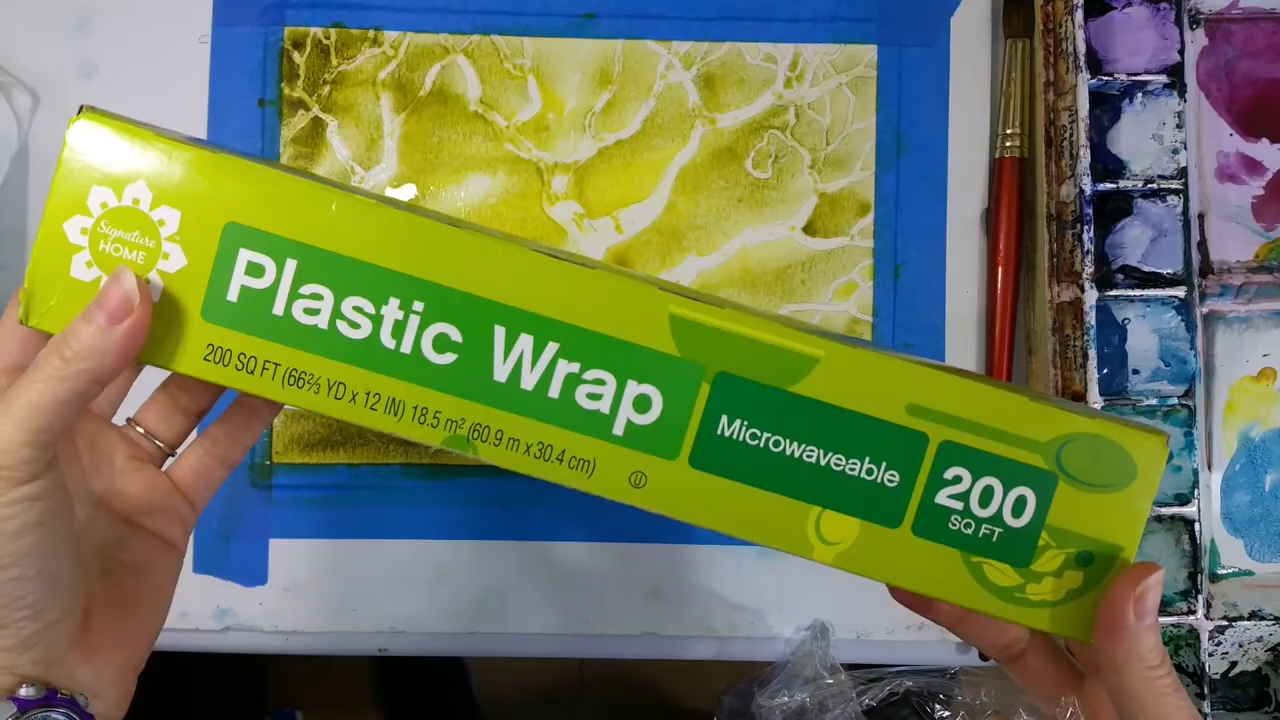 Signature
HOME
Plastic Wrap
200 SQ FT (66⅔ YD x 12 IN) 18.5 m² (60.9 m x 30.4 cm)
U
Microwaveable
200
SQ FT